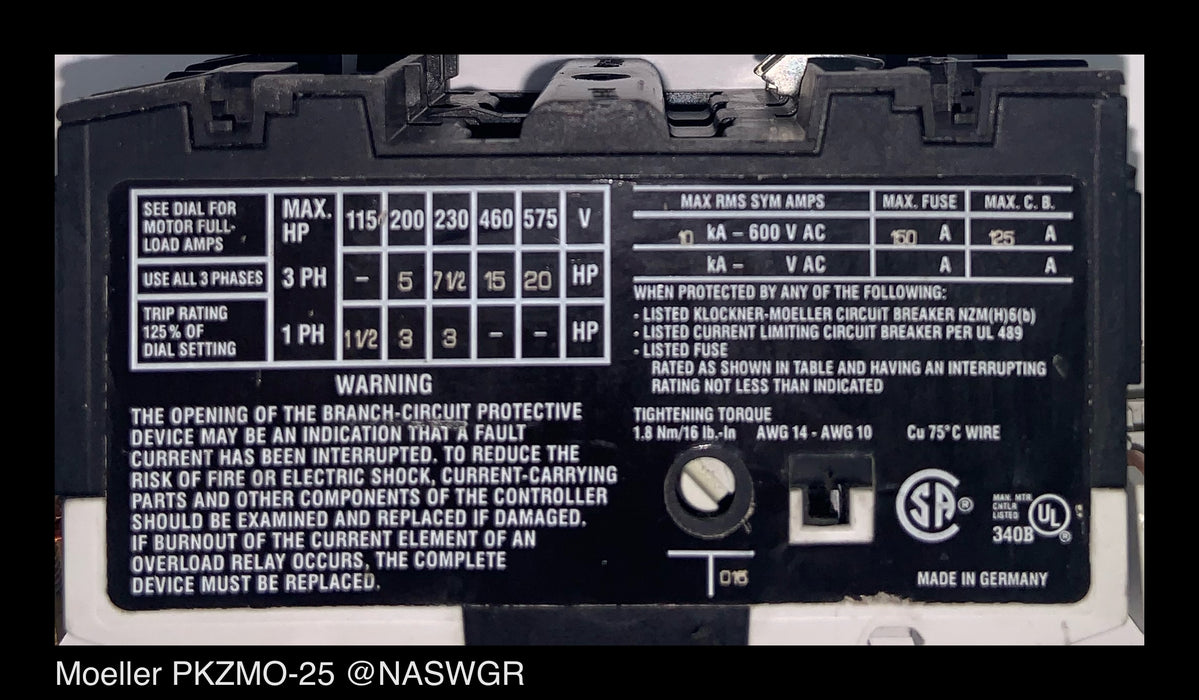 SEE DIAL FOR
MOTOR FULL-
LOAD AMPS
MAX.
HP
115 200 230 460 575 V
USE ALL 3 PHASES 3 PH – 5 7 1/2 15 20 HP
TRIP RATING
125% OF
DIAL SETTING
1 PH 1 1/2 3 3 – – HP
WARNING
THE OPENING OF THE BRANCH-CIRCUIT PROTECTIVE
DEVICE MAY BE AN INDICATION THAT A FAULT
CURRENT HAS BEEN INTERRUPTED. TO REDUCE THE
RISK OF FIRE OR ELECTRIC SHOCK, CURRENT-CARRYING
PARTS AND OTHER COMPONENTS OF THE CONTROLLER
SHOULD BE EXAMINED AND REPLACED IF DAMAGED.
IF BURNOUT OF THE CURRENT ELEMENT OF AN
OVERLOAD RELAY OCCURS, THE COMPLETE
DEVICE MUST BE REPLACED.
MAX RMS SYM AMPS MAX. FUSE MAX. C. B.
10 kA – 600 V AC 150 A 125 A
kA – V AC A A
WHEN PROTECTED BY ANY OF THE FOLLOWING:
- LISTED KLOCKNER-MOELLER CIRCUIT BREAKER NZM(H)6(b)
- LISTED CURRENT LIMITING CIRCUIT BREAKER PER UL 489
- LISTED FUSE
RATED AS SHOWN IN TABLE AND HAVING AN INTERRUPTING
RATING NOT LESS THAN INDICATED
TIGHTENING TORQUE
1.8 Nm/16 lb.-In AWG 14 - AWG 10 Cu 75°C WIRE
SA ®
MAN. MTR.
CNTLR
LISTED
340B
UL ®
T 016
MADE IN GERMANY
Moeller PKZMO-25 @NASWGR